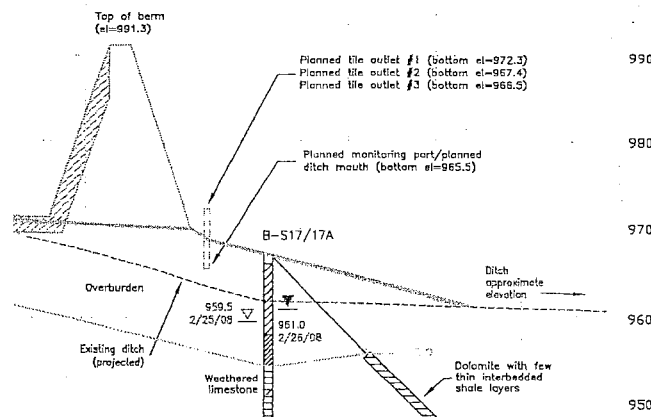 Top of berm
(el=991.3)
Planned tile outlet #1 (bottom el=972.3)
Planned tile outlet #2 (bottom el=967.4)
Planned tile outlet #3 (bottom el=966.5)
Planned monitoring port/planned
ditch mouth (bottom el=965.5)
B-S17/17A
990
980
970
960
950
Ditch
approximate
elevation
Overburden
959.5
2/25/08
961.0
2/26/08
Existing ditch
(projected)
Weathered
limestone
Dolomite with few
thin interbedded
shale layers